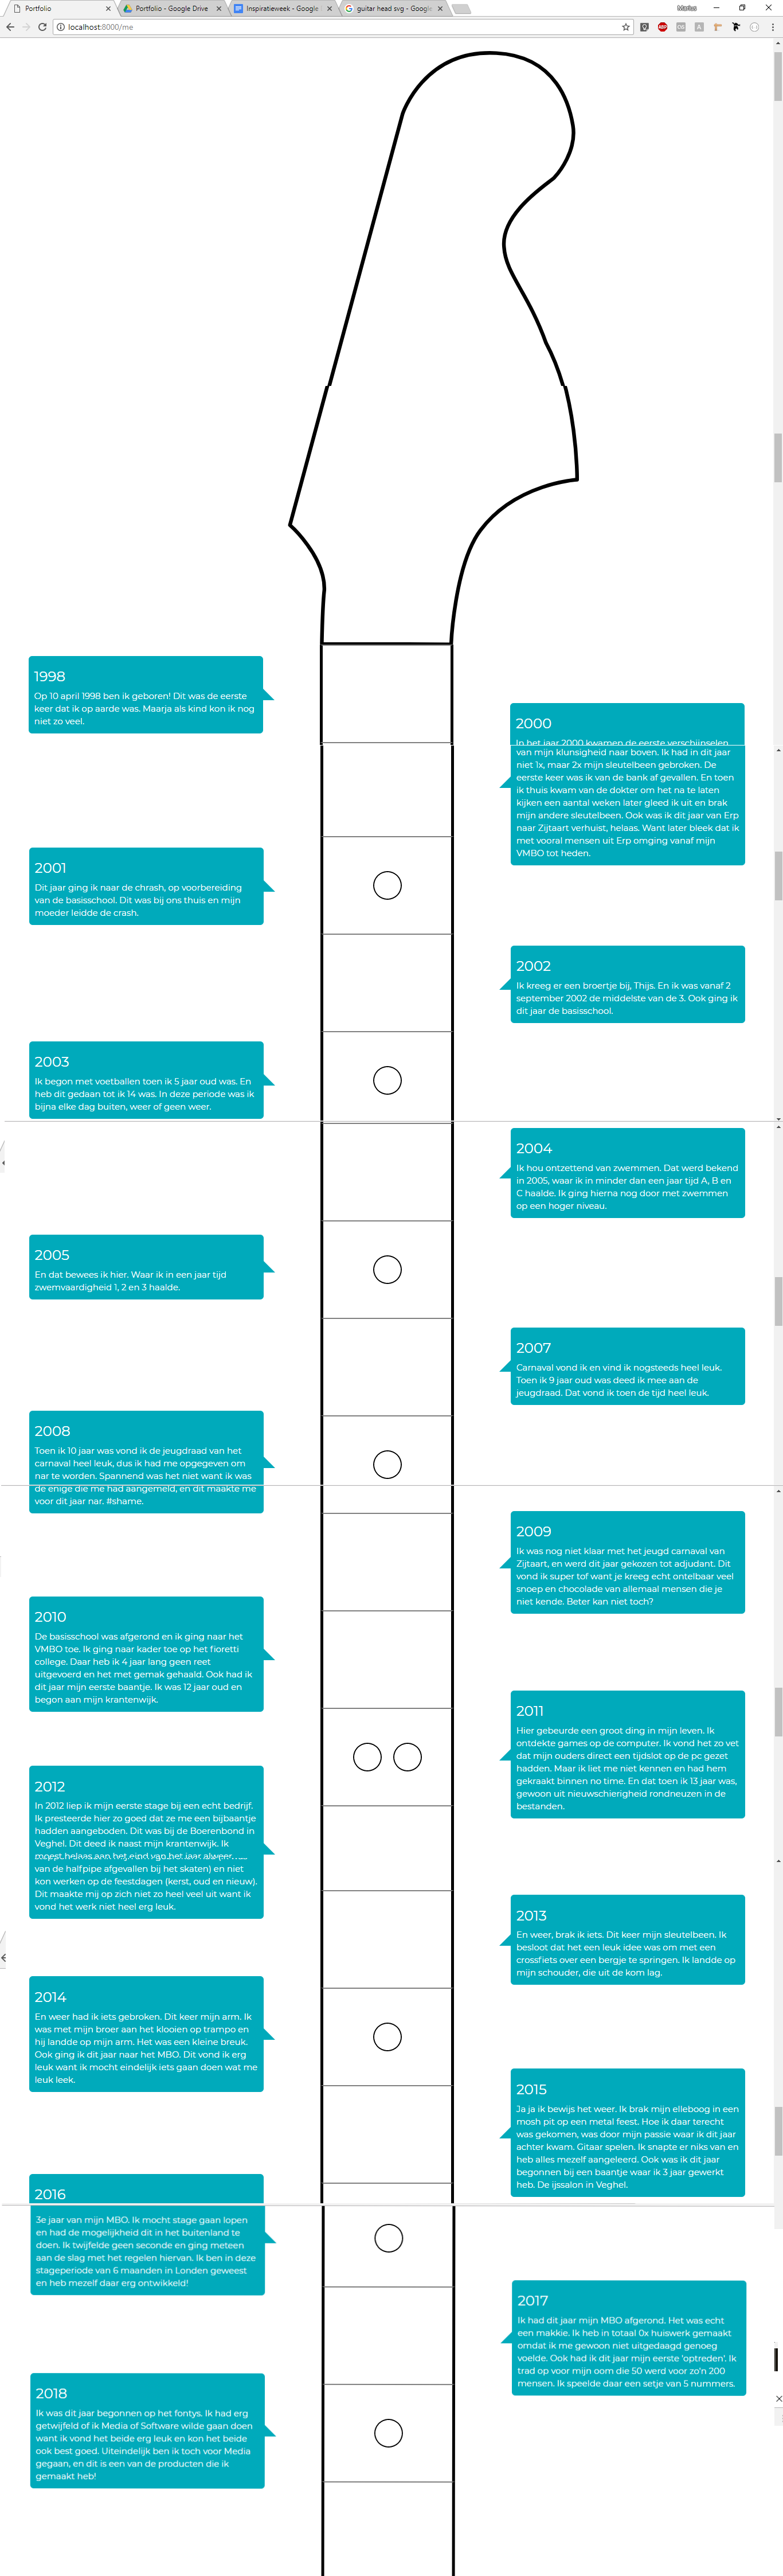 Portfolio
Portfolio - Google Drive
Inspiratieweek - Google
guitar head svg - Google
Marius
localhost:8000/me
1998
Op 10 april 1998 ben ik geboren! Dit was de eerste
keer dat ik op aarde was. Maarja als kind kon ik nog
niet zo veel.
2000
In het jaar 2000 kwamen de eerste verschijnselen
van mijn klunsigheid naar boven. Ik had in dit jaar
niet 1x, maar 2x mijn sleutelbeen gebroken. De
eerste keer was ik van de bank af gevallen. En toen
ik thuis kwam van de dokter om het na te laten
kijken een aantal weken later gleed ik uit en brak
mijn andere sleutelbeen. Ook was ik dit jaar van Erp
naar Zijtaart verhuist, helaas. Want later bleek dat ik
met vooral mensen uit Erp omging vanaf mijn
VMBO tot heden.
2001
Dit jaar ging ik naar de chrash, op voorbereiding
van de basisschool. Dit was bij ons thuis en mijn
moeder leidde de crash.
2002
Ik kreeg er een broertje bij, Thijs. En ik was vanaf 2
september 2002 de middelste van de 3. Ook ging ik
dit jaar de basisschool.
2003
Ik begon met voetballen toen ik 5 jaar oud was. En
heb dit gedaan tot ik 14 was. In deze periode was ik
bijna elke dag buiten, weer of geen weer.
2004
Ik hou ontzettend van zwemmen. Dat werd bekend
in 2005, waar ik in minder dan een jaar tijd A, B en
C haalde. Ik ging hierna nog door met zwemmen
op een hoger niveau.
2005
En dat bewees ik hier. Waar ik in een jaar tijd
zwemvaardigheid 1, 2 en 3 haalde.
2007
Carnaval vond ik en vind ik nogsteeds heel leuk.
Toen ik 9 jaar oud was deed ik mee aan de
jeugdraad. Dat vond ik toen de tijd heel leuk.
2008
Toen ik 10 jaar was vond ik de jeugdraad van het
carnaval heel leuk, dus ik had me opgegeven om
nar te worden. Spannend was het niet want ik was
de enige die me had aangemeld, en dit maakte me
voor dit jaar nar. #shame.
2009
Ik was nog niet klaar met het jeugd carnaval van
Zijtaart, en werd dit jaar gekozen tot adjudant. Dit
vond ik super tof want je kreeg echt ontelbaar veel
snoep en chocolade van allemaal mensen die je
niet kende. Beter kan niet toch?
2010
De basisschool was afgerond en ik ging naar het
VMBO toe. Ik ging naar kader toe op het fioretti
college. Daar heb ik 4 jaar lang geen reet
uitgevoerd en het met gemak gehaald. Ook had ik
dit jaar mijn eerste baantje. Ik was 12 jaar oud en
begon aan mijn krantenwijk.
2011
Hier gebeurde een groot ding in mijn leven. Ik
ontdekte games op de computer. Ik vond het zo vet
dat mijn ouders direct een tijdslot op de pc gezet
hadden. Maar ik liet me niet kennen en had hem
gekraakt binnen no time. En dat toen ik 13 jaar was,
gewoon uit nieuwschierigheid rondneuzen in de
bestanden.
2012
In 2012 liep ik mijn eerste stage bij een echt bedrijf.
Ik presteerde hier zo goed dat ze me een bijbaantje
hadden aangeboden. Dit was bij de Boerenbond in
Veghel. Dit deed ik naast mijn krantenwijk. Ik
moest helaas aan het eind van het jaar alweer
van de halfpipe afgevallen bij het skaten) en niet
kon werken op de feestdagen (kerst, oud en nieuw).
Dit maakte mij op zich niet zo heel veel uit want ik
vond het werk niet heel erg leuk.
2013
En weer, brak ik iets. Dit keer mijn sleutelbeen. Ik
besloot dat het een leuk idee was om met een
crossfiets over een bergje te springen. Ik landde op
mijn schouder, die uit de kom lag.
2014
En weer had ik iets gebroken. Dit keer mijn arm. Ik
was met mijn broer aan het klooien op trampo en
hij landde op mijn arm. Het was een kleine breuk.
Ook ging ik dit jaar naar het MBO. Dit vond ik erg
leuk want ik mocht eindelijk iets gaan doen wat me
leuk leek.
2015
Ja ja ik bewijs het weer. Ik brak mijn elleboog in een
mosh pit op een metal feest. Hoe ik daar terecht
was gekomen, was door mijn passie waar ik dit jaar
achter kwam. Gitaar spelen. Ik snapte er niks van en
heb alles mezelf aangeleerd. Ook was ik dit jaar
begonnen bij een baantje waar ik 3 jaar gewerkt
heb. De ijssalon in Veghel.
2016
3e jaar van mijn MBO. Ik mocht stage gaan lopen
en had de mogelijkheid dit in het buitenland te
doen. Ik twijfelde geen seconde en ging meteen
aan de slag met het regelen hiervan. Ik ben in deze
stageperiode van 6 maanden in Londen geweest
en heb mezelf daar erg ontwikkeld!
2017
Ik had dit jaar mijn MBO afgerond. Het was echt
een makkie. Ik heb in totaal 0x huiswerk gemaakt
omdat ik me gewoon niet uitgedaagd genoeg
voelde. Ook had ik dit jaar mijn eerste 'optreden'. Ik
trad op voor mijn oom die 50 werd voor zo'n 200
mensen. Ik speelde daar een setje van 5 nummers.
2018
Ik was dit jaar begonnen op het fontys. Ik had erg
getwijfeld of ik Media of Software wilde gaan doen
want ik vond het beide erg leuk en kon het beide
ook best goed. Uiteindelijk ben ik toch voor Media
gegaan, en dit is een van de producten die ik
gemaakt heb!